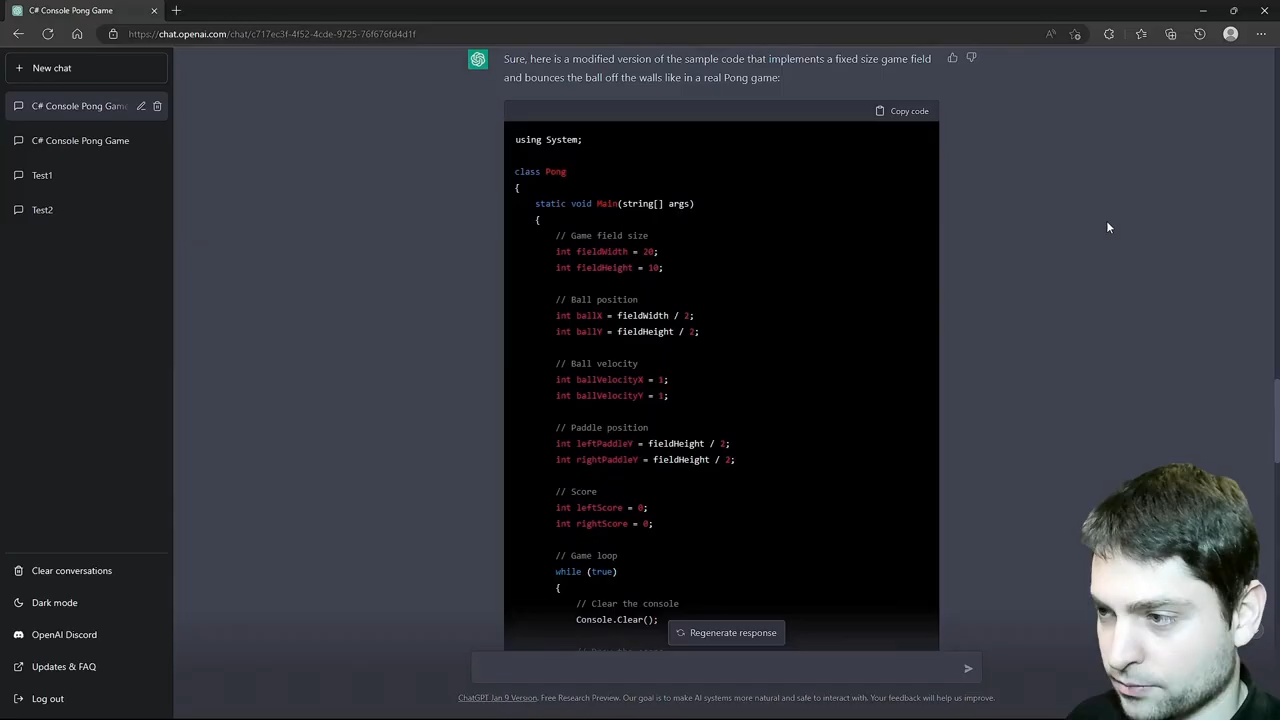 C# Console Pong Game
https://chat.openai.com/chat/c717ec3f-4f52-4cde-9725-76f676fd4d1f
New chat
C# Console Pong Game
C# Console Pong Game
Test1
Test2
Clear conversations
Dark mode
OpenAI Discord
Updates & FAQ
Log out
Sure, here is a modified version of the sample code that implements a fixed size game field
and bounces the ball off the walls like in a real Pong game:
Copy code
using System;
class Pong
{
static void Main(string[] args)
{
// Game field size
int fieldWidth = 20;
int fieldHeight = 10;
// Ball position
int ballX = fieldWidth / 2;
int ballY = fieldHeight / 2;
// Ball velocity
int ballVelocityX = 1;
int ballVelocityY = 1;
// Paddle position
int leftPaddleY = fieldHeight / 2;
int rightPaddleY = fieldHeight / 2;
// Score
int leftScore = 0;
int rightScore = 0;
// Game loop
while (true)
{
// Clear the console
Console.Clear();
Regenerate response
ChatGPT Jan 9 Version. Free Research Preview. Our goal is to make AI systems more natural and safe to interact with. Your feedback will help us improve.